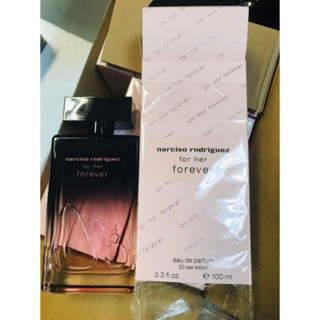 narciso rodriguez
for her
forever
narciso rodriguez
for her
forever
eau de parfum
20 year edition
3.3 fl.oz. ℮ 100 ml